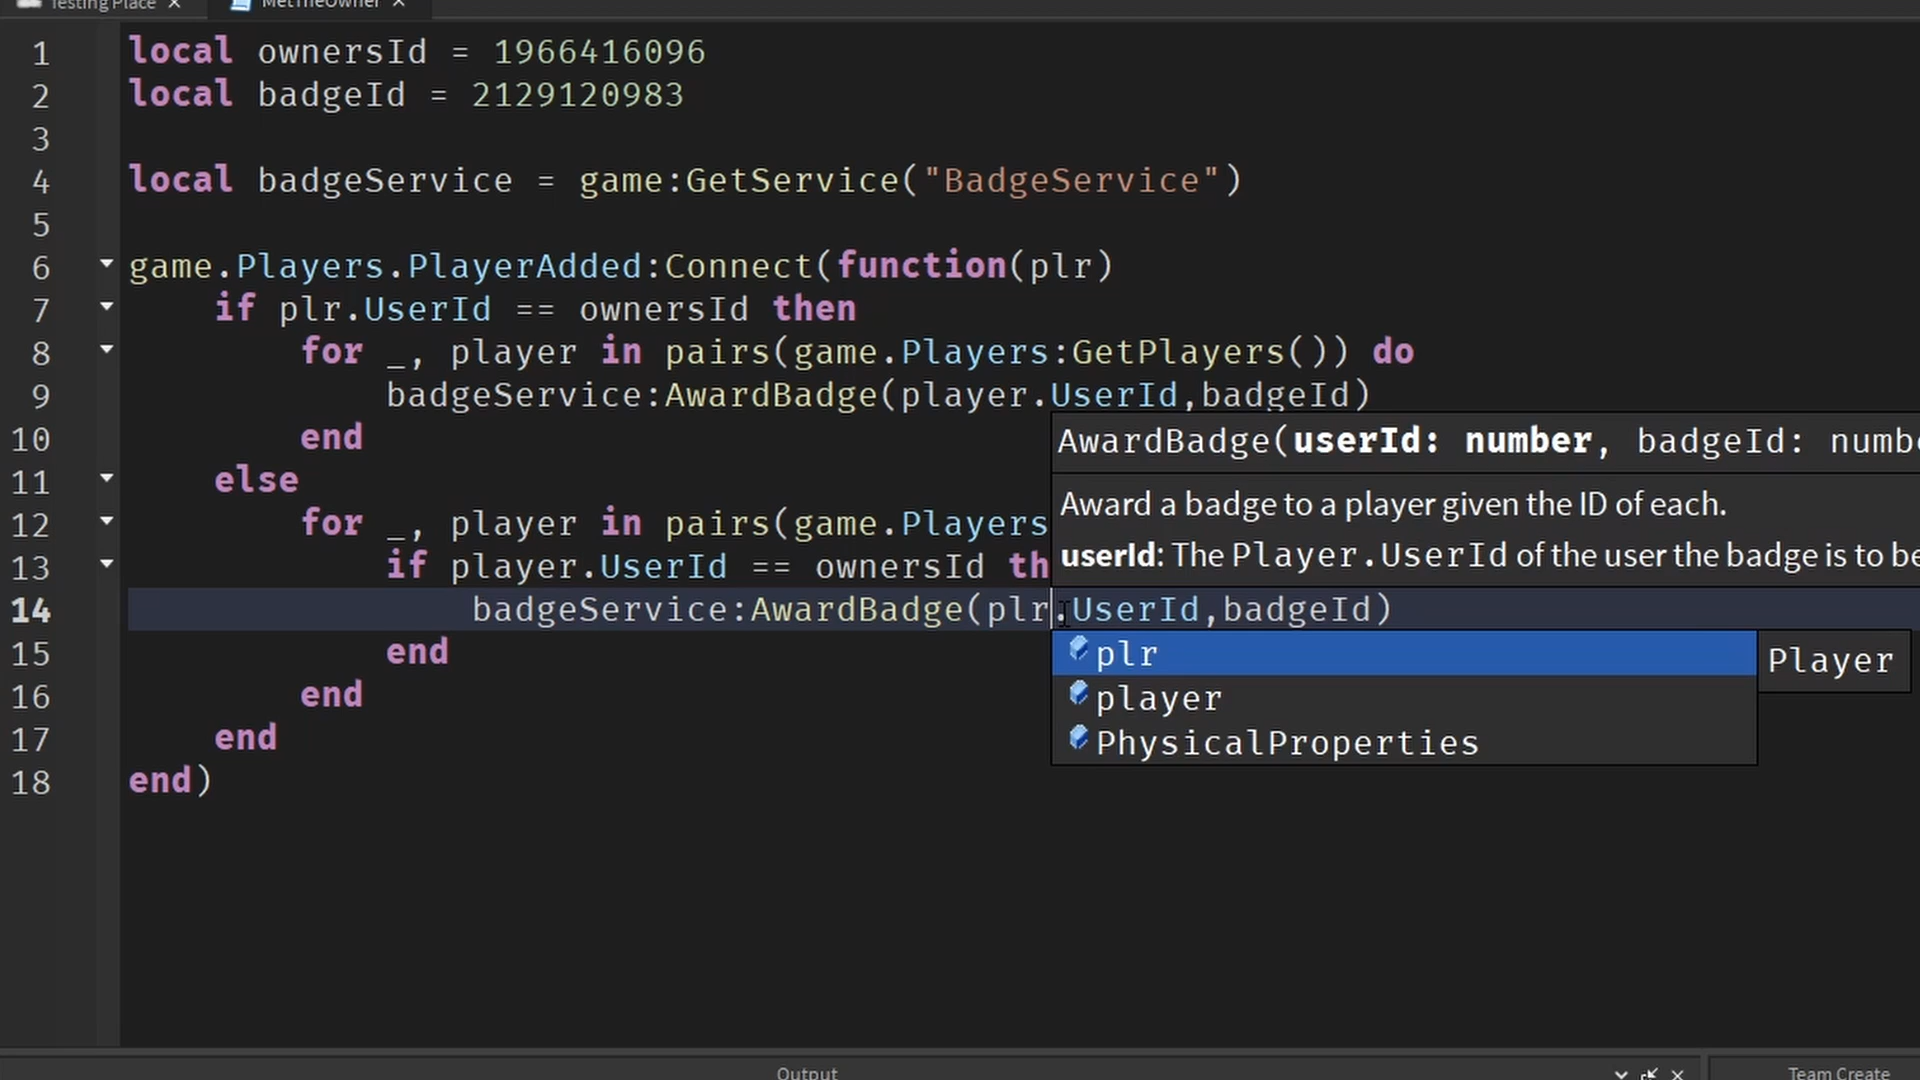 Testing Place
MetTheOwner
1 local ownersId = 1966416096
2 local badgeId = 2129120983
3
4 local badgeService = game:GetService("BadgeService")
5
6 game.Players.PlayerAdded:Connect(function(plr)
7 if plr.UserId == ownersId then
8 for _, player in pairs(game.Players:GetPlayers()) do
9 badgeService:AwardBadge(player.UserId,badgeId)
10 end
AwardBadge(userId: number, badgeId: numbe
11 else
Award a badge to a player given the ID of each.
12 for _, player in pairs(game.Players
userId: The Player.UserId of the user the badge is to be
13 if player.UserId == ownersId th
14 badgeService:AwardBadge(plr.UserId,badgeId)
15 end
plr
Player
16 end
player
17 end
PhysicalProperties
18 end)
Output
Team Create